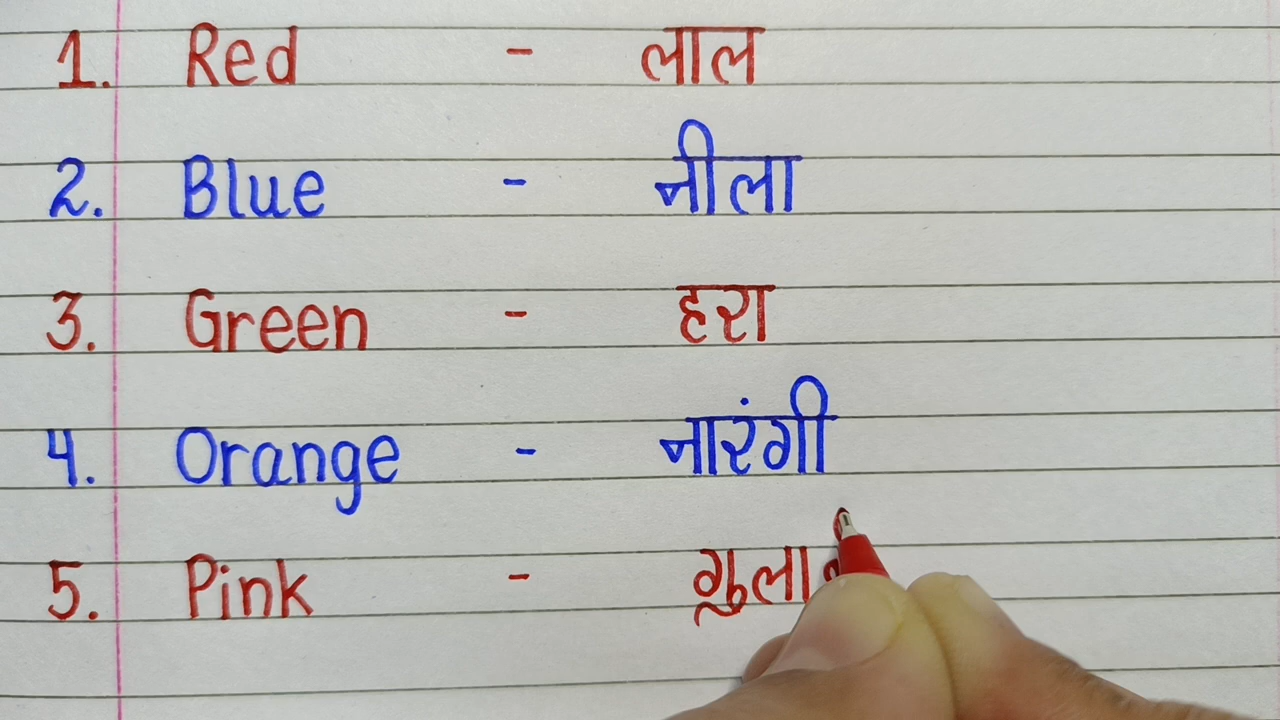 1. Red - लाल
2. Blue - नीला
3. Green - हरा
4. Orange - नारंगी
5. Pink -